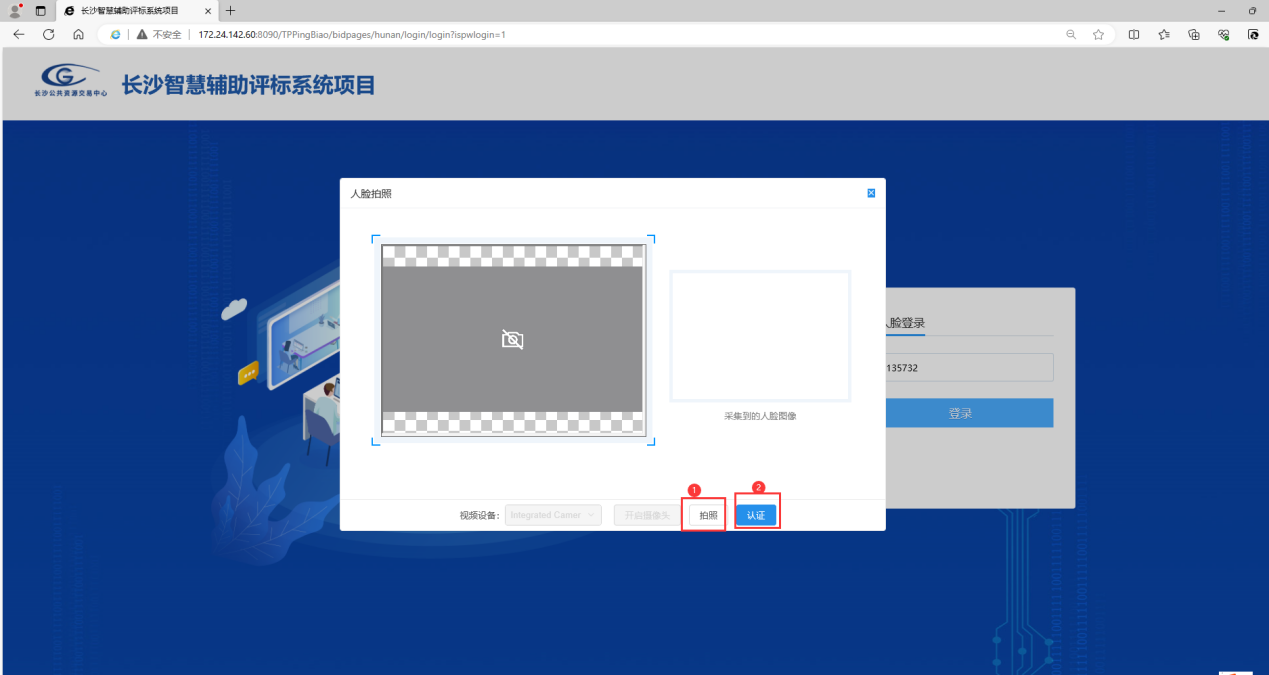 长沙智慧辅助评标系统项目
不安全
172.24.142.60:8090/TPPingBiao/bidpages/hunan/login/login?ispwlogin=1
长沙公共资源交易中心
长沙智慧辅助评标系统项目
人脸拍照
脸登录
135732
登录
采集到的人脸图像
1
2
视频设备:
Integrated Camer
开启摄像头
拍照
认证